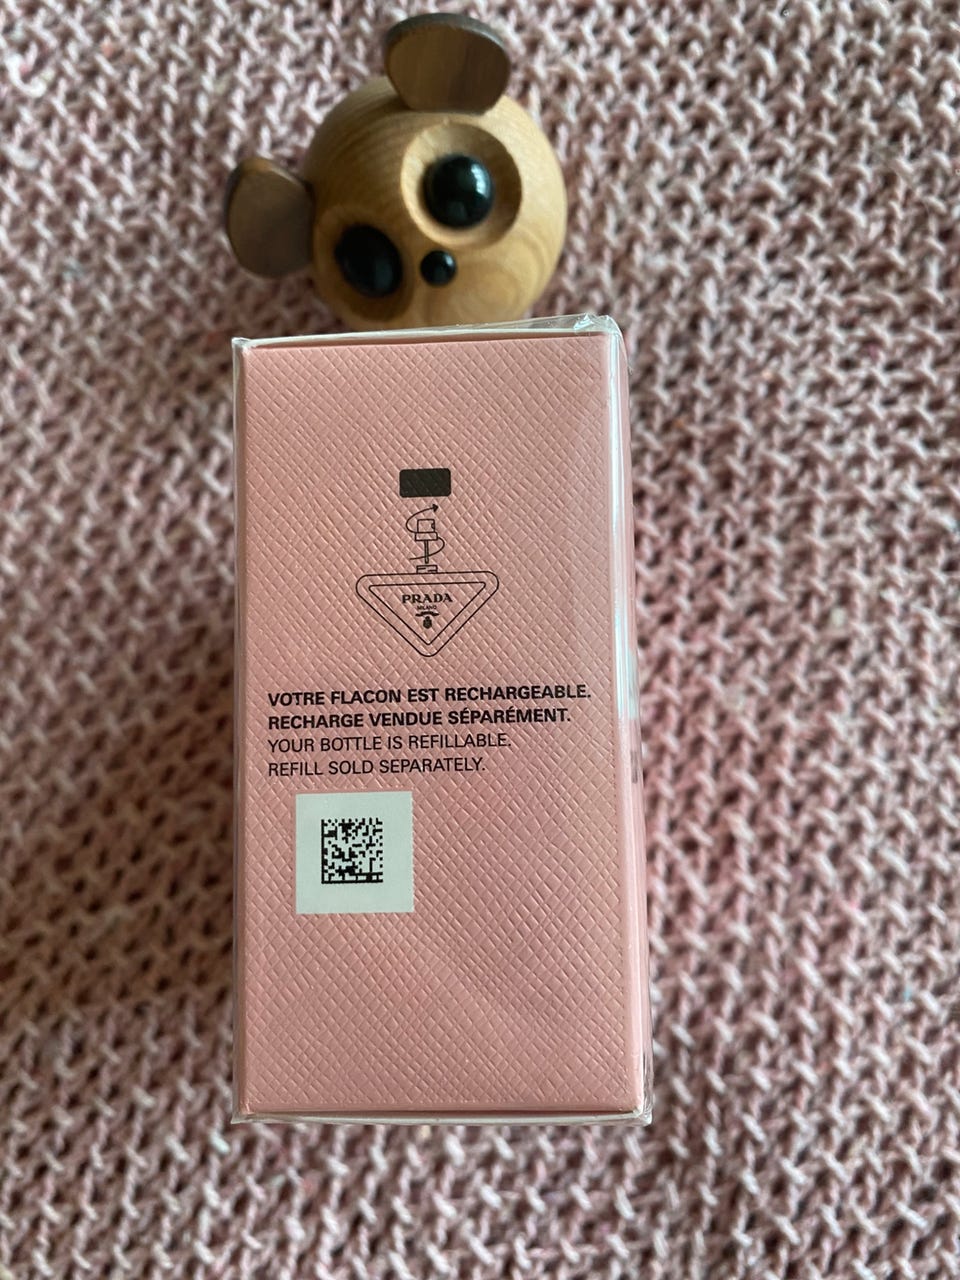 PRADA
MILANO
VOTRE FLACON EST RECHARGEABLE.
RECHARGE VENDUE SÉPARÉMENT.
YOUR BOTTLE IS REFILLABLE.
REFILL SOLD SEPARATELY.